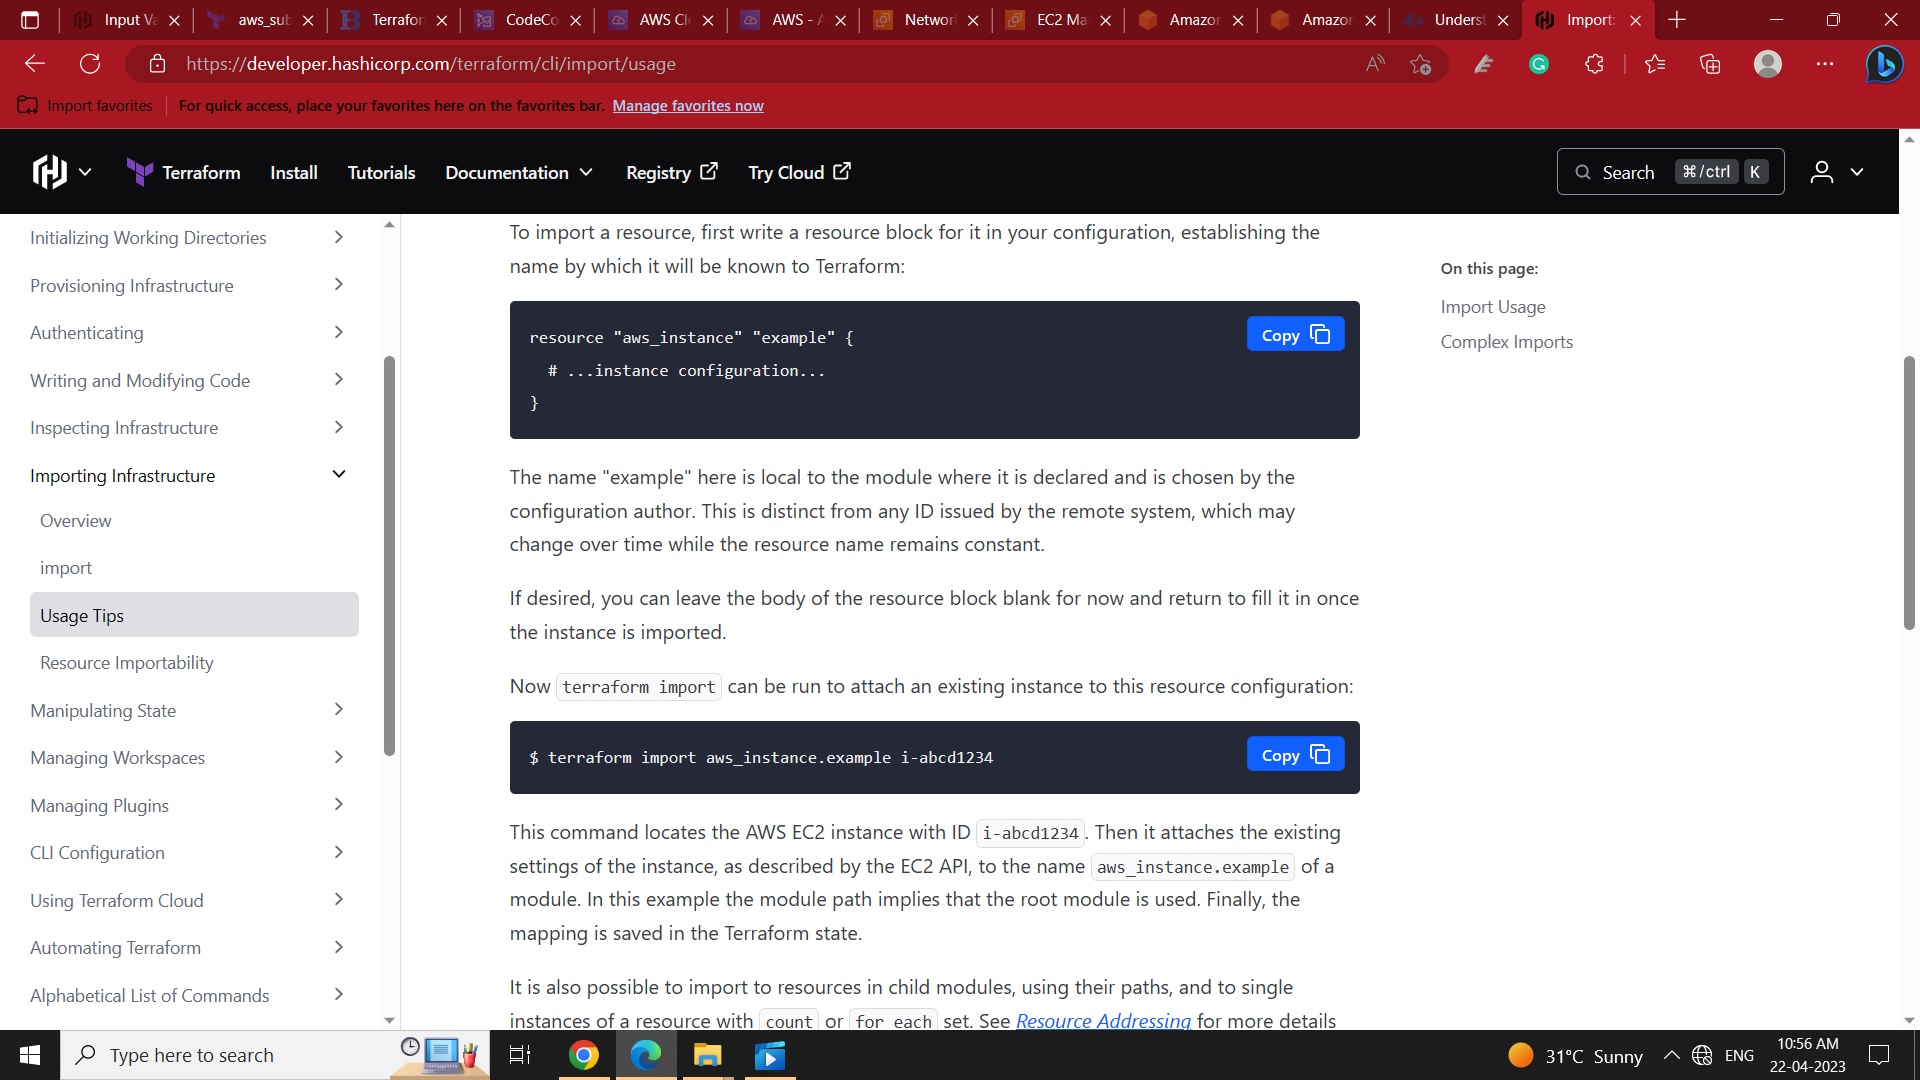 Input Va
aws_sub
Terrafor
CodeCo
AWS Cl
AWS - A
Networ
EC2 Ma
Amazor
Amazor
Underst
Import:
https://developer.hashicorp.com/terraform/cli/import/usage
Import favorites
For quick access, place your favorites here on the favorites bar. Manage favorites now
Terraform
Install
Tutorials
Documentation
Registry
Try Cloud
Search
⌘/ctrl
K
Initializing Working Directories
Provisioning Infrastructure
Authenticating
Writing and Modifying Code
Inspecting Infrastructure
Importing Infrastructure
Overview
import
Usage Tips
Resource Importability
Manipulating State
Managing Workspaces
Managing Plugins
CLI Configuration
Using Terraform Cloud
Automating Terraform
Alphabetical List of Commands
To import a resource, first write a resource block for it in your configuration, establishing the
name by which it will be known to Terraform:
resource "aws_instance" "example" {
# ...instance configuration...
}
Copy
The name "example" here is local to the module where it is declared and is chosen by the
configuration author. This is distinct from any ID issued by the remote system, which may
change over time while the resource name remains constant.
If desired, you can leave the body of the resource block blank for now and return to fill it in once
the instance is imported.
Now terraform import can be run to attach an existing instance to this resource configuration:
$ terraform import aws_instance.example i-abcd1234
Copy
This command locates the AWS EC2 instance with ID i-abcd1234. Then it attaches the existing
settings of the instance, as described by the EC2 API, to the name aws_instance.example of a
module. In this example the module path implies that the root module is used. Finally, the
mapping is saved in the Terraform state.
It is also possible to import to resources in child modules, using their paths, and to single
instances of a resource with count or for_each set. See Resource Addressing for more details
On this page:
Import Usage
Complex Imports
Type here to search
31°C Sunny
ENG
10:56 AM
22-04-2023